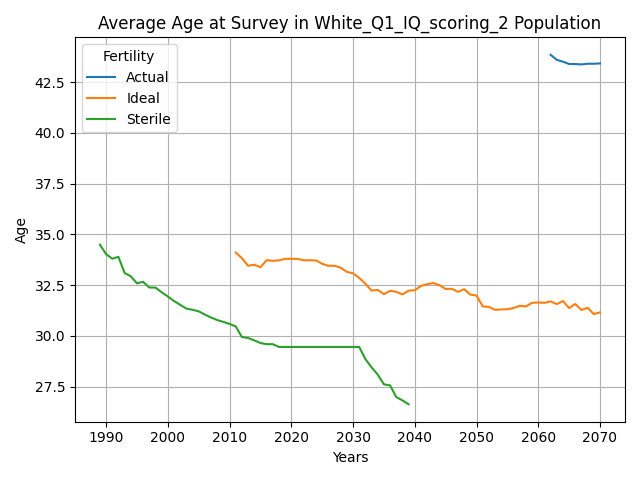 Average Age at Survey in White_Q1_IQ_scoring_2 Population
Fertility
Actual
Ideal
Sterile
42.5
40.0
37.5
35.0
32.5
30.0
27.5
Age
1990 2000 2010 2020 2030 2040 2050 2060 2070
Years